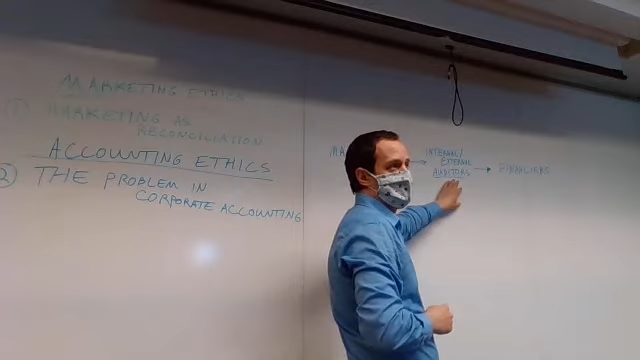 MARKETING ETHICS
① MARKETING AS
RECONCILIATION
ACCOUNTING ETHICS
② THE PROBLEM IN
CORPORATE ACCOUNTING
INTERNAL/
EXTERNAL
AUDITORS → FINANCIERS